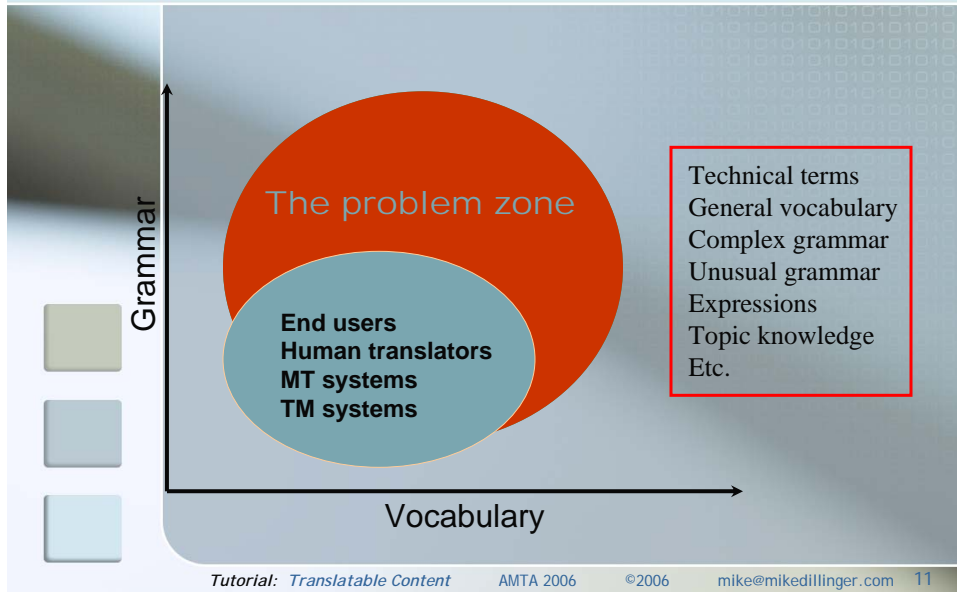 Grammar
The problem zone
End users
Human translators
MT systems
TM systems
Technical terms
General vocabulary
Complex grammar
Unusual grammar
Expressions
Topic knowledge
Etc.
Vocabulary
Tutorial: Translatable Content AMTA 2006 ©2006 mike@mikedillinger.com 11